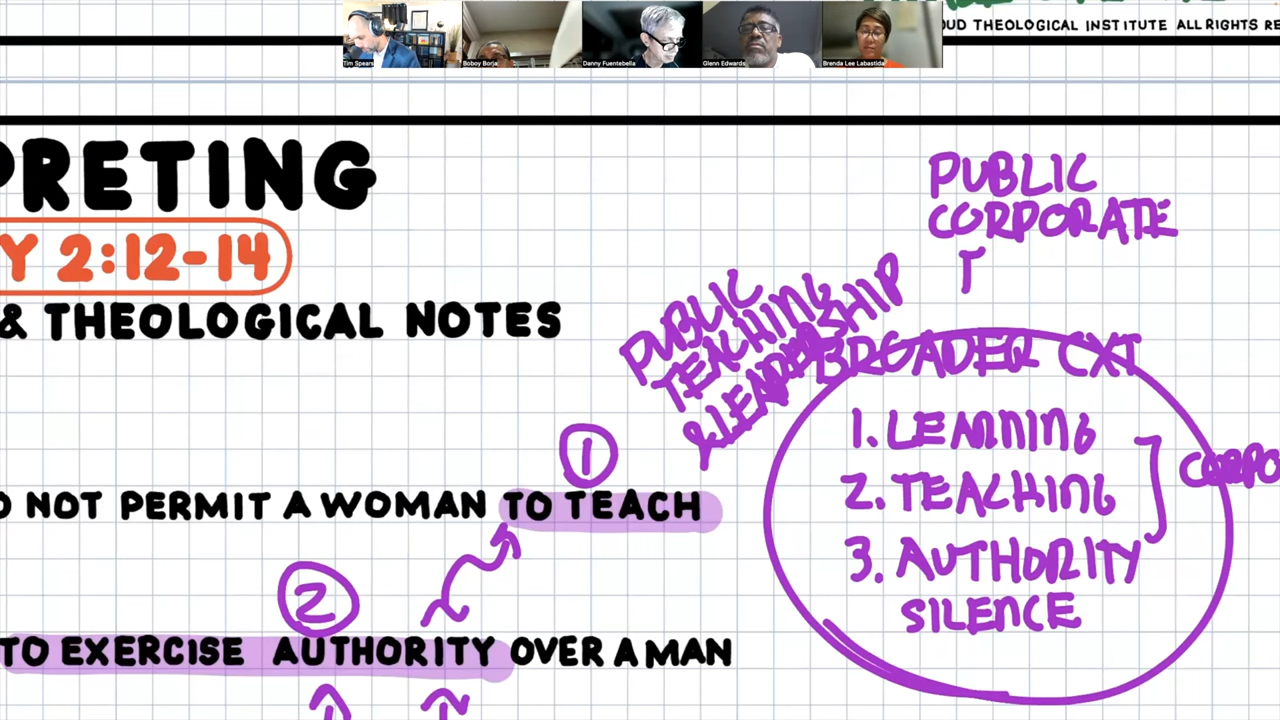 OUD THEOLOGICAL INSTITUTE ALL RIGHTS RE
Tim Spears
Boboy Borja
Danny Fuentebella
Glenn Edwards
Brenda Lee Labastida
PRETING
Y 2:12-14
& THEOLOGICAL NOTES
PUBLIC
CORPORATE
T
PUBLIC
TEACHING
& LEADERSHIP
BROADER CXT
1. LEARNING
2. TEACHING
3. AUTHORITY
SILENCE
CORPO
1
O NOT PERMIT A WOMAN TO TEACH
2
TO EXERCISE AUTHORITY OVER A MAN